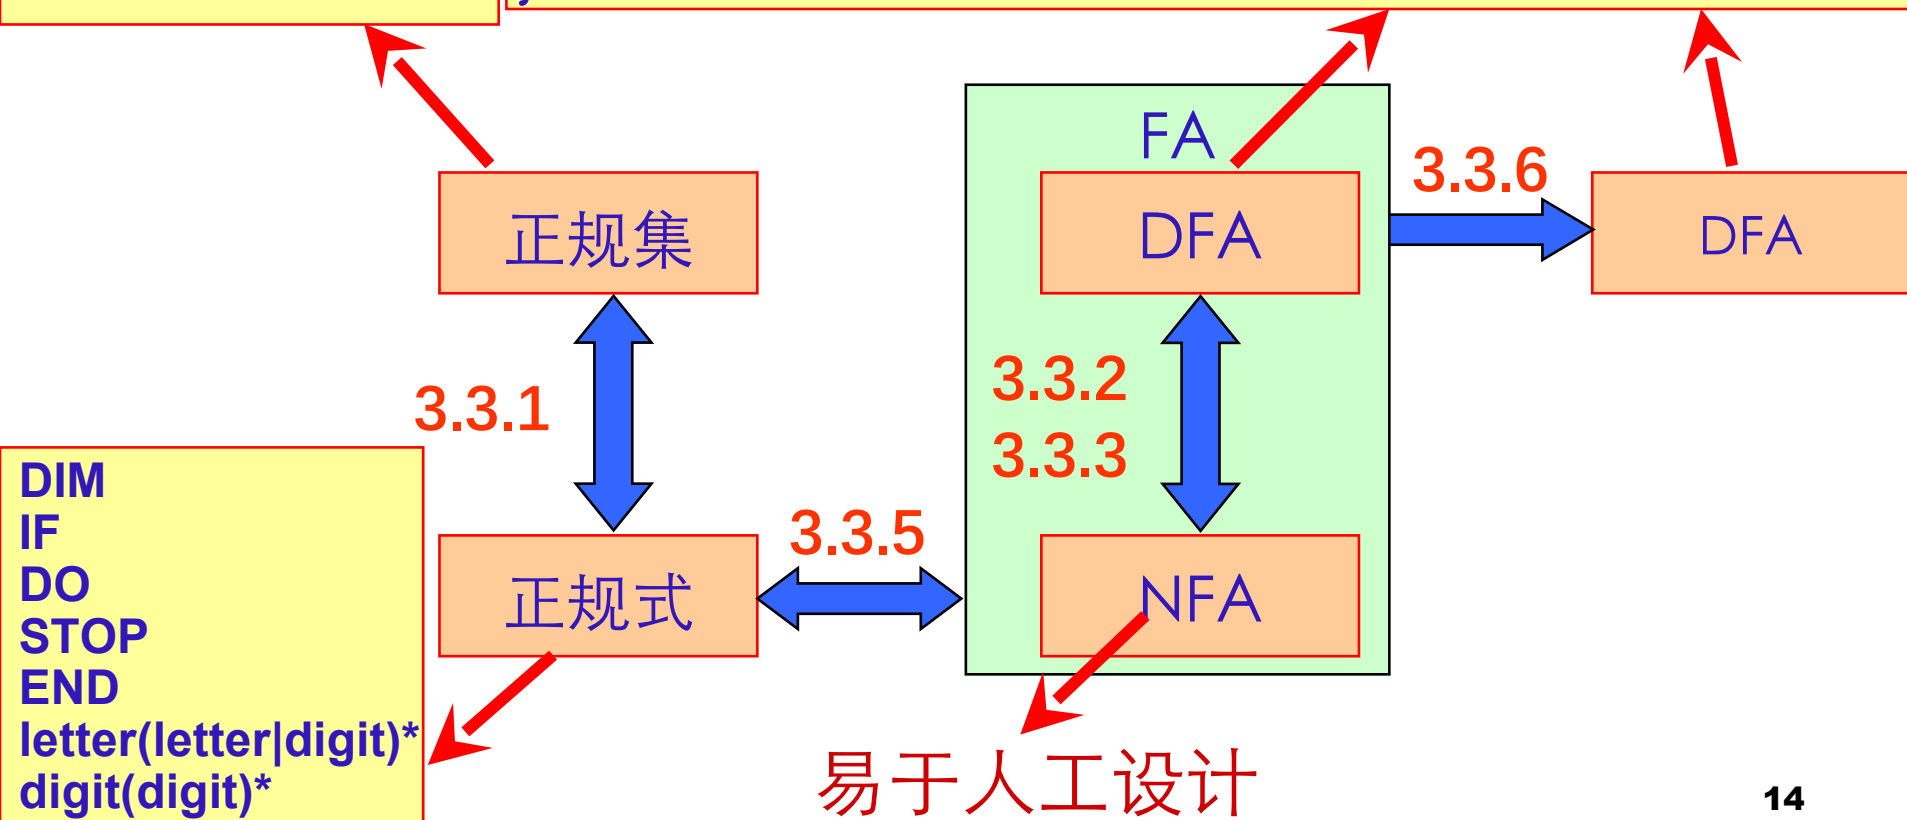 FA
3.3.6
正规集
DFA
DFA
3.3.2
3.3.1
3.3.3
DIM
IF
DO
STOP
END
letter(letter|digit)*
digit(digit)*
3.3.5
正规式
NFA
易于人工设计
14